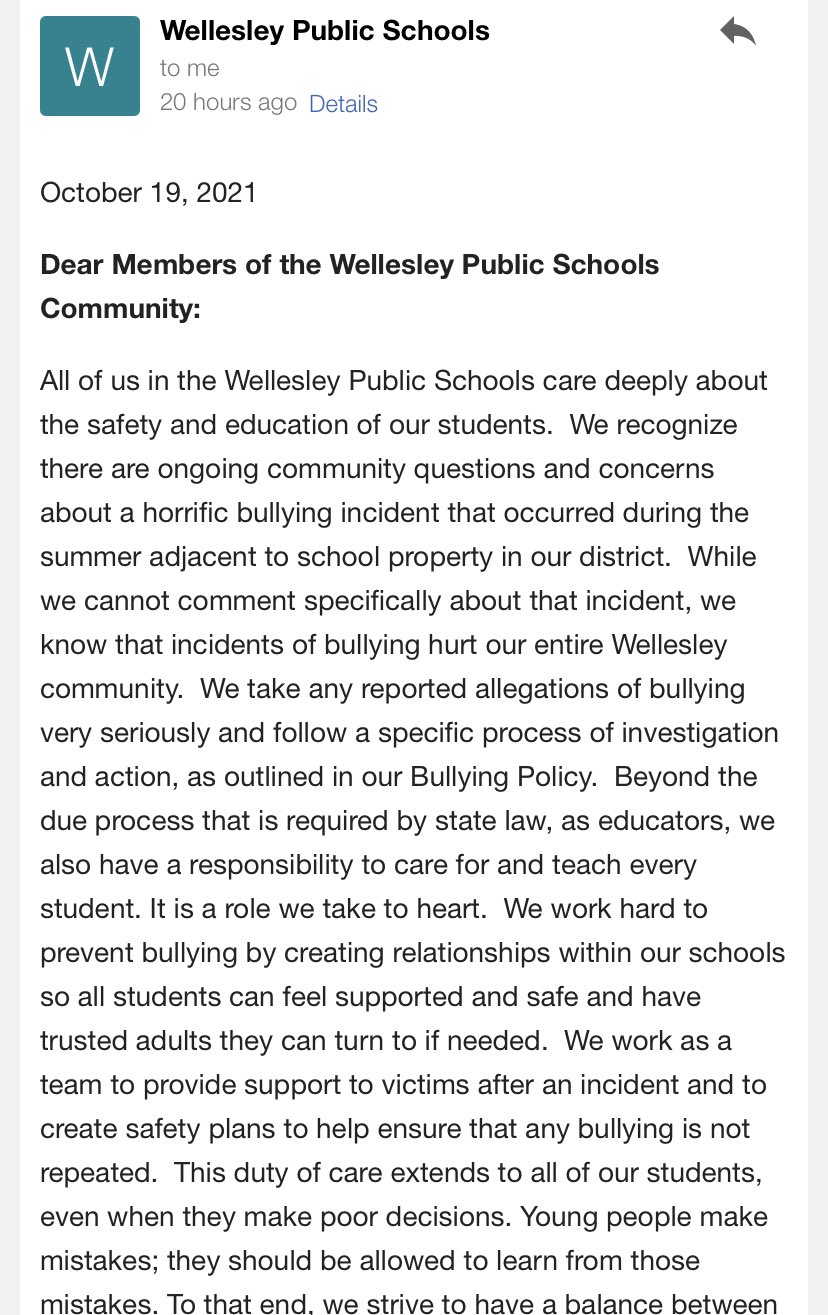 W
Wellesley Public Schools
to me
20 hours ago Details
October 19, 2021
Dear Members of the Wellesley Public Schools
Community:
All of us in the Wellesley Public Schools care deeply about
the safety and education of our students.  We recognize
there are ongoing community questions and concerns
about a horrific bullying incident that occurred during the
summer adjacent to school property in our district.  While
we cannot comment specifically about that incident, we
know that incidents of bullying hurt our entire Wellesley
community.  We take any reported allegations of bullying
very seriously and follow a specific process of investigation
and action, as outlined in our Bullying Policy.  Beyond the
due process that is required by state law, as educators, we
also have a responsibility to care for and teach every
student. It is a role we take to heart.  We work hard to
prevent bullying by creating relationships within our schools
so all students can feel supported and safe and have
trusted adults they can turn to if needed.  We work as a
team to provide support to victims after an incident and to
create safety plans to help ensure that any bullying is not
repeated.  This duty of care extends to all of our students,
even when they make poor decisions. Young people make
mistakes; they should be allowed to learn from those
mistakes. To that end, we strive to have a balance between